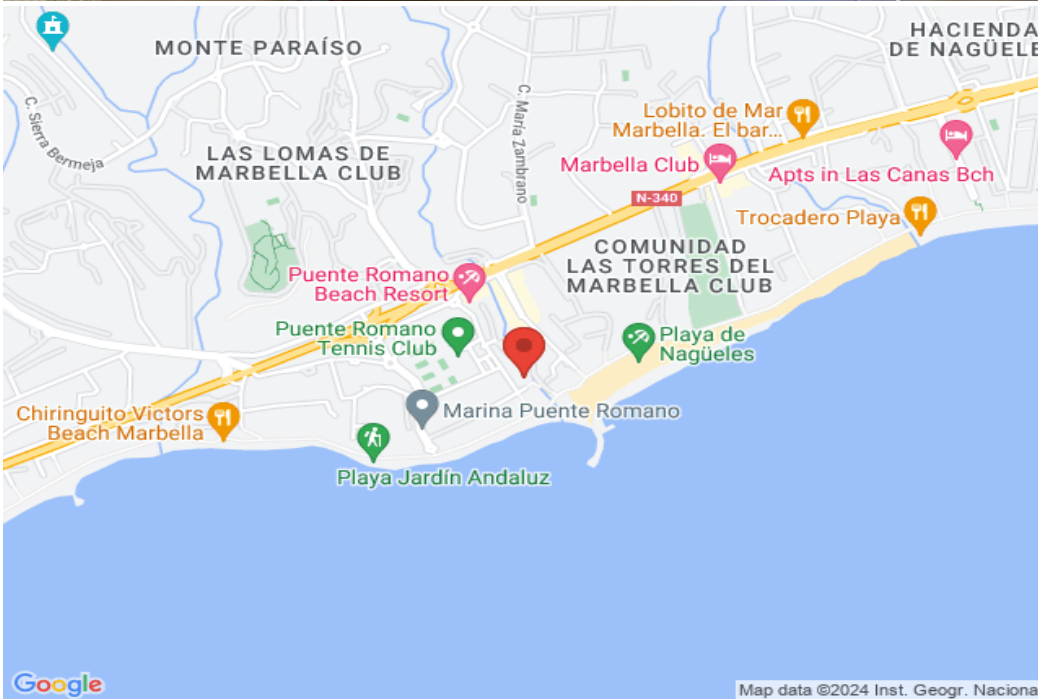 MONTE PARAÍSO
HACIENDA
DE NAGÜELE
C. Sierra Bermeja
C. María Zambrano
Lobito de Mar
Marbella. El bar...
LAS LOMAS DE
MARBELLA CLUB
Marbella Club
Apts in Las Canas Bch
N-340
Trocadero Playa
COMUNIDAD
LAS TORRES DEL
MARBELLA CLUB
Puente Romano
Beach Resort
Puente Romano
Tennis Club
Playa de
Nagüeles
Chiringuito Victors
Beach Marbella
Marina Puente Romano
Playa Jardín Andaluz
Google
Map data ©2024 Inst. Geogr. Naciona